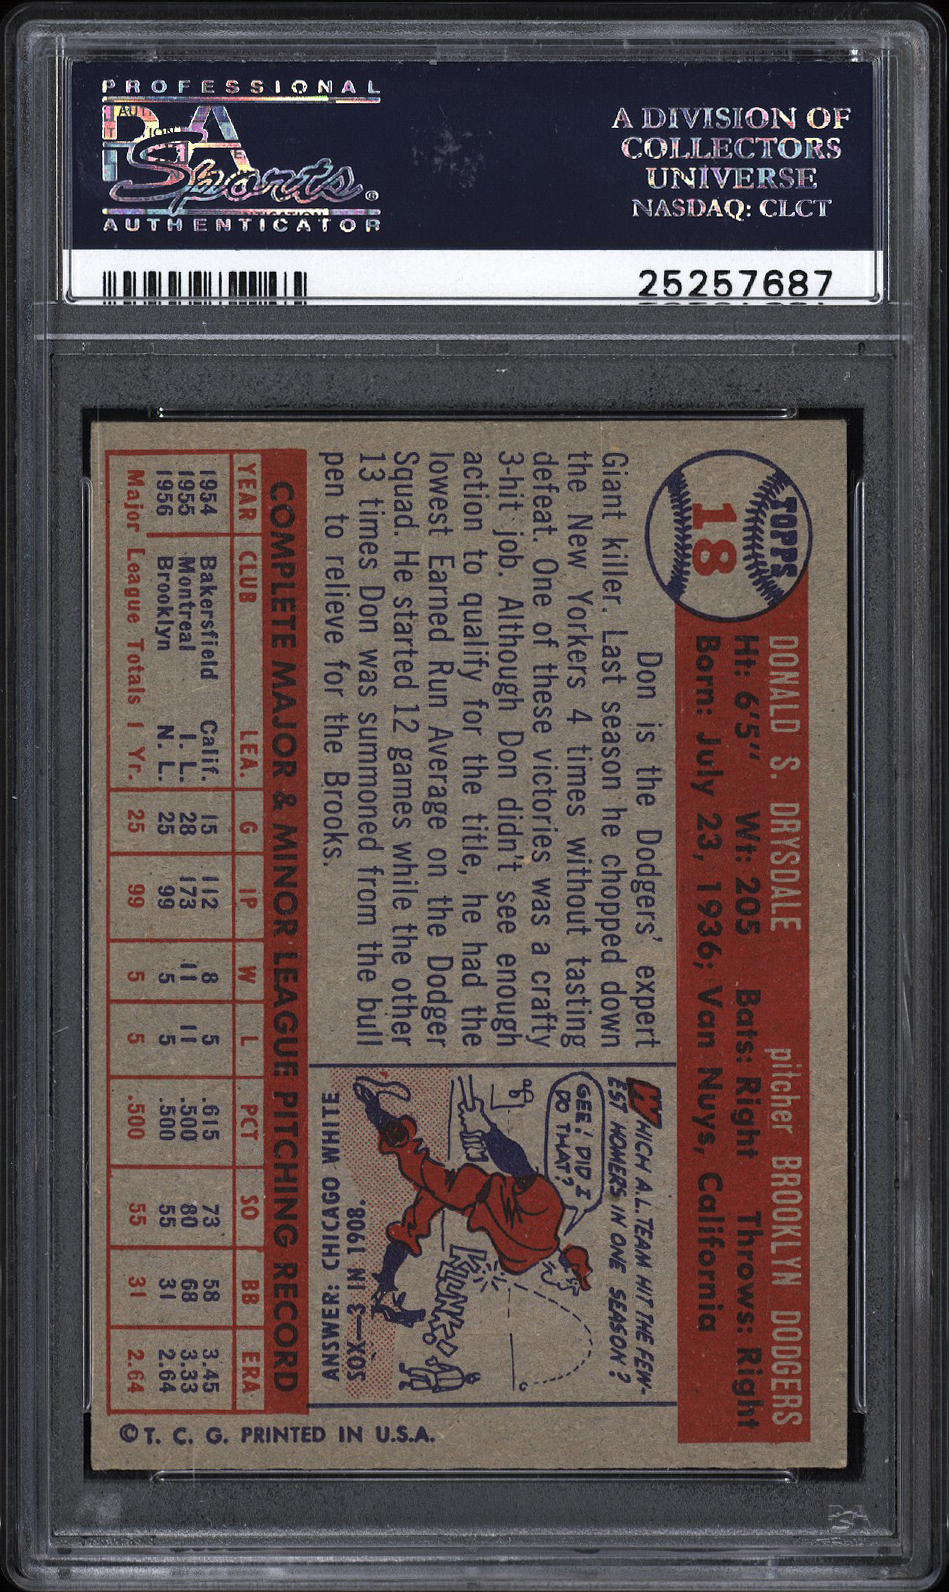 PROFESSIONAL
PSA
Sports®
AUTHENTICATOR
A DIVISION OF
COLLECTORS
UNIVERSE
NASDAQ: CLCT
25257687
TOPPS
18
DONALD S. DRYSDALE pitcher BROOKLYN DODGERS
Ht: 6'5" Wt: 205 Bats: Right Throws: Right
Born: July 23, 1936; Van Nuys, California
Don is the Dodgers' expert
Giant killer. Last season he chopped down
the New Yorkers 4 times without tasting
defeat. One of these victories was a crafty
3-hit job. Although Don didn't see enough
action to qualify for the title, he had the
lowest Earned Run Average on the Dodger
Squad. He started 12 games while the other
13 times Don was summoned from the bull
pen to relieve for the Brooks.
WHICH A.L. TEAM HIT THE FEW-
EST HOMERS IN ONE SEASON?
GEE! DID I
DO THAT?
ANSWER: CHICAGO WHITE
SOX—3 IN 1908.
COMPLETE MAJOR & MINOR LEAGUE PITCHING RECORD
YEAR CLUB LEA. G IP W L PCT SO BB ERA
1954 Bakersfield Calif. 15 112 8 5 .615 73 58 3.45
1955 Montreal I. L. 28 173 11 11 .500 80 68 3.33
1956 Brooklyn N. L. 25 99 5 5 .500 55 31 2.64
Major League Totals 1 Yr. 25 99 5 5 .500 55 31 2.64
© T. C. G. PRINTED IN U.S.A.